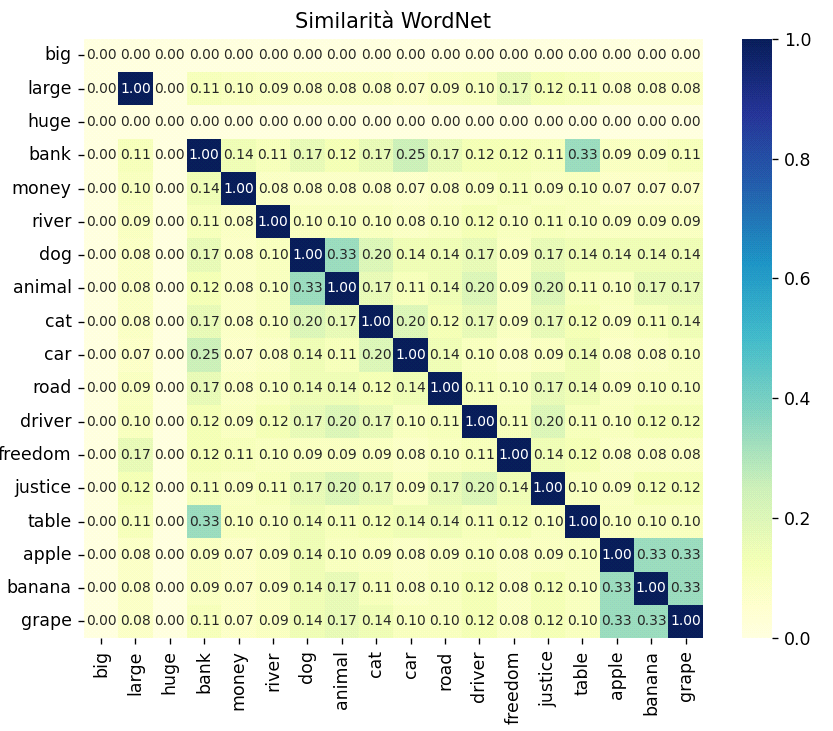 Similarità WordNet
big 0.00 0.00 0.00 0.00 0.00 0.00 0.00 0.00 0.00 0.00 0.00 0.00 0.00 0.00 0.00 0.00 0.00 0.00
large 0.00 1.00 0.00 0.11 0.10 0.09 0.08 0.08 0.08 0.07 0.09 0.10 0.17 0.12 0.11 0.08 0.08 0.08
huge 0.00 0.00 0.00 0.00 0.00 0.00 0.00 0.00 0.00 0.00 0.00 0.00 0.00 0.00 0.00 0.00 0.00 0.00
bank 0.00 0.11 0.00 1.00 0.14 0.11 0.17 0.12 0.17 0.25 0.17 0.12 0.12 0.11 0.33 0.09 0.09 0.11
money 0.00 0.10 0.00 0.14 1.00 0.08 0.08 0.08 0.08 0.07 0.08 0.09 0.11 0.09 0.10 0.07 0.07 0.07
river 0.00 0.09 0.00 0.11 0.08 1.00 0.10 0.10 0.10 0.08 0.10 0.12 0.10 0.11 0.10 0.09 0.09 0.09
dog 0.00 0.08 0.00 0.17 0.08 0.10 1.00 0.33 0.20 0.14 0.14 0.17 0.09 0.17 0.14 0.14 0.14 0.14
animal 0.00 0.08 0.00 0.12 0.08 0.10 0.33 1.00 0.17 0.11 0.14 0.20 0.09 0.20 0.11 0.10 0.17 0.17
cat 0.00 0.08 0.00 0.17 0.08 0.10 0.20 0.17 1.00 0.20 0.12 0.17 0.09 0.17 0.12 0.09 0.11 0.14
car 0.00 0.07 0.00 0.25 0.07 0.08 0.14 0.11 0.20 1.00 0.14 0.10 0.08 0.09 0.14 0.08 0.08 0.10
road 0.00 0.09 0.00 0.17 0.08 0.10 0.14 0.14 0.12 0.14 1.00 0.11 0.10 0.17 0.14 0.09 0.10 0.10
driver 0.00 0.10 0.00 0.12 0.09 0.12 0.17 0.20 0.17 0.10 0.11 1.00 0.11 0.20 0.11 0.10 0.12 0.12
freedom 0.00 0.17 0.00 0.12 0.11 0.10 0.09 0.09 0.09 0.08 0.10 0.11 1.00 0.14 0.12 0.08 0.08 0.08
justice 0.00 0.12 0.00 0.11 0.09 0.11 0.17 0.20 0.17 0.09 0.17 0.20 0.14 1.00 0.10 0.09 0.12 0.12
table 0.00 0.11 0.00 0.33 0.10 0.10 0.14 0.11 0.12 0.14 0.14 0.11 0.12 0.10 1.00 0.10 0.10 0.10
apple 0.00 0.08 0.00 0.09 0.07 0.09 0.14 0.10 0.09 0.08 0.09 0.10 0.08 0.09 0.10 1.00 0.33 0.33
banana 0.00 0.08 0.00 0.09 0.07 0.09 0.14 0.17 0.11 0.08 0.10 0.12 0.08 0.12 0.10 0.33 1.00 0.33
grape 0.00 0.08 0.00 0.11 0.07 0.09 0.14 0.17 0.14 0.10 0.10 0.12 0.08 0.12 0.10 0.33 0.33 1.00
big large huge bank money river dog animal cat car road driver freedom justice table apple banana grape
1.0
0.8
0.6
0.4
0.2
0.0